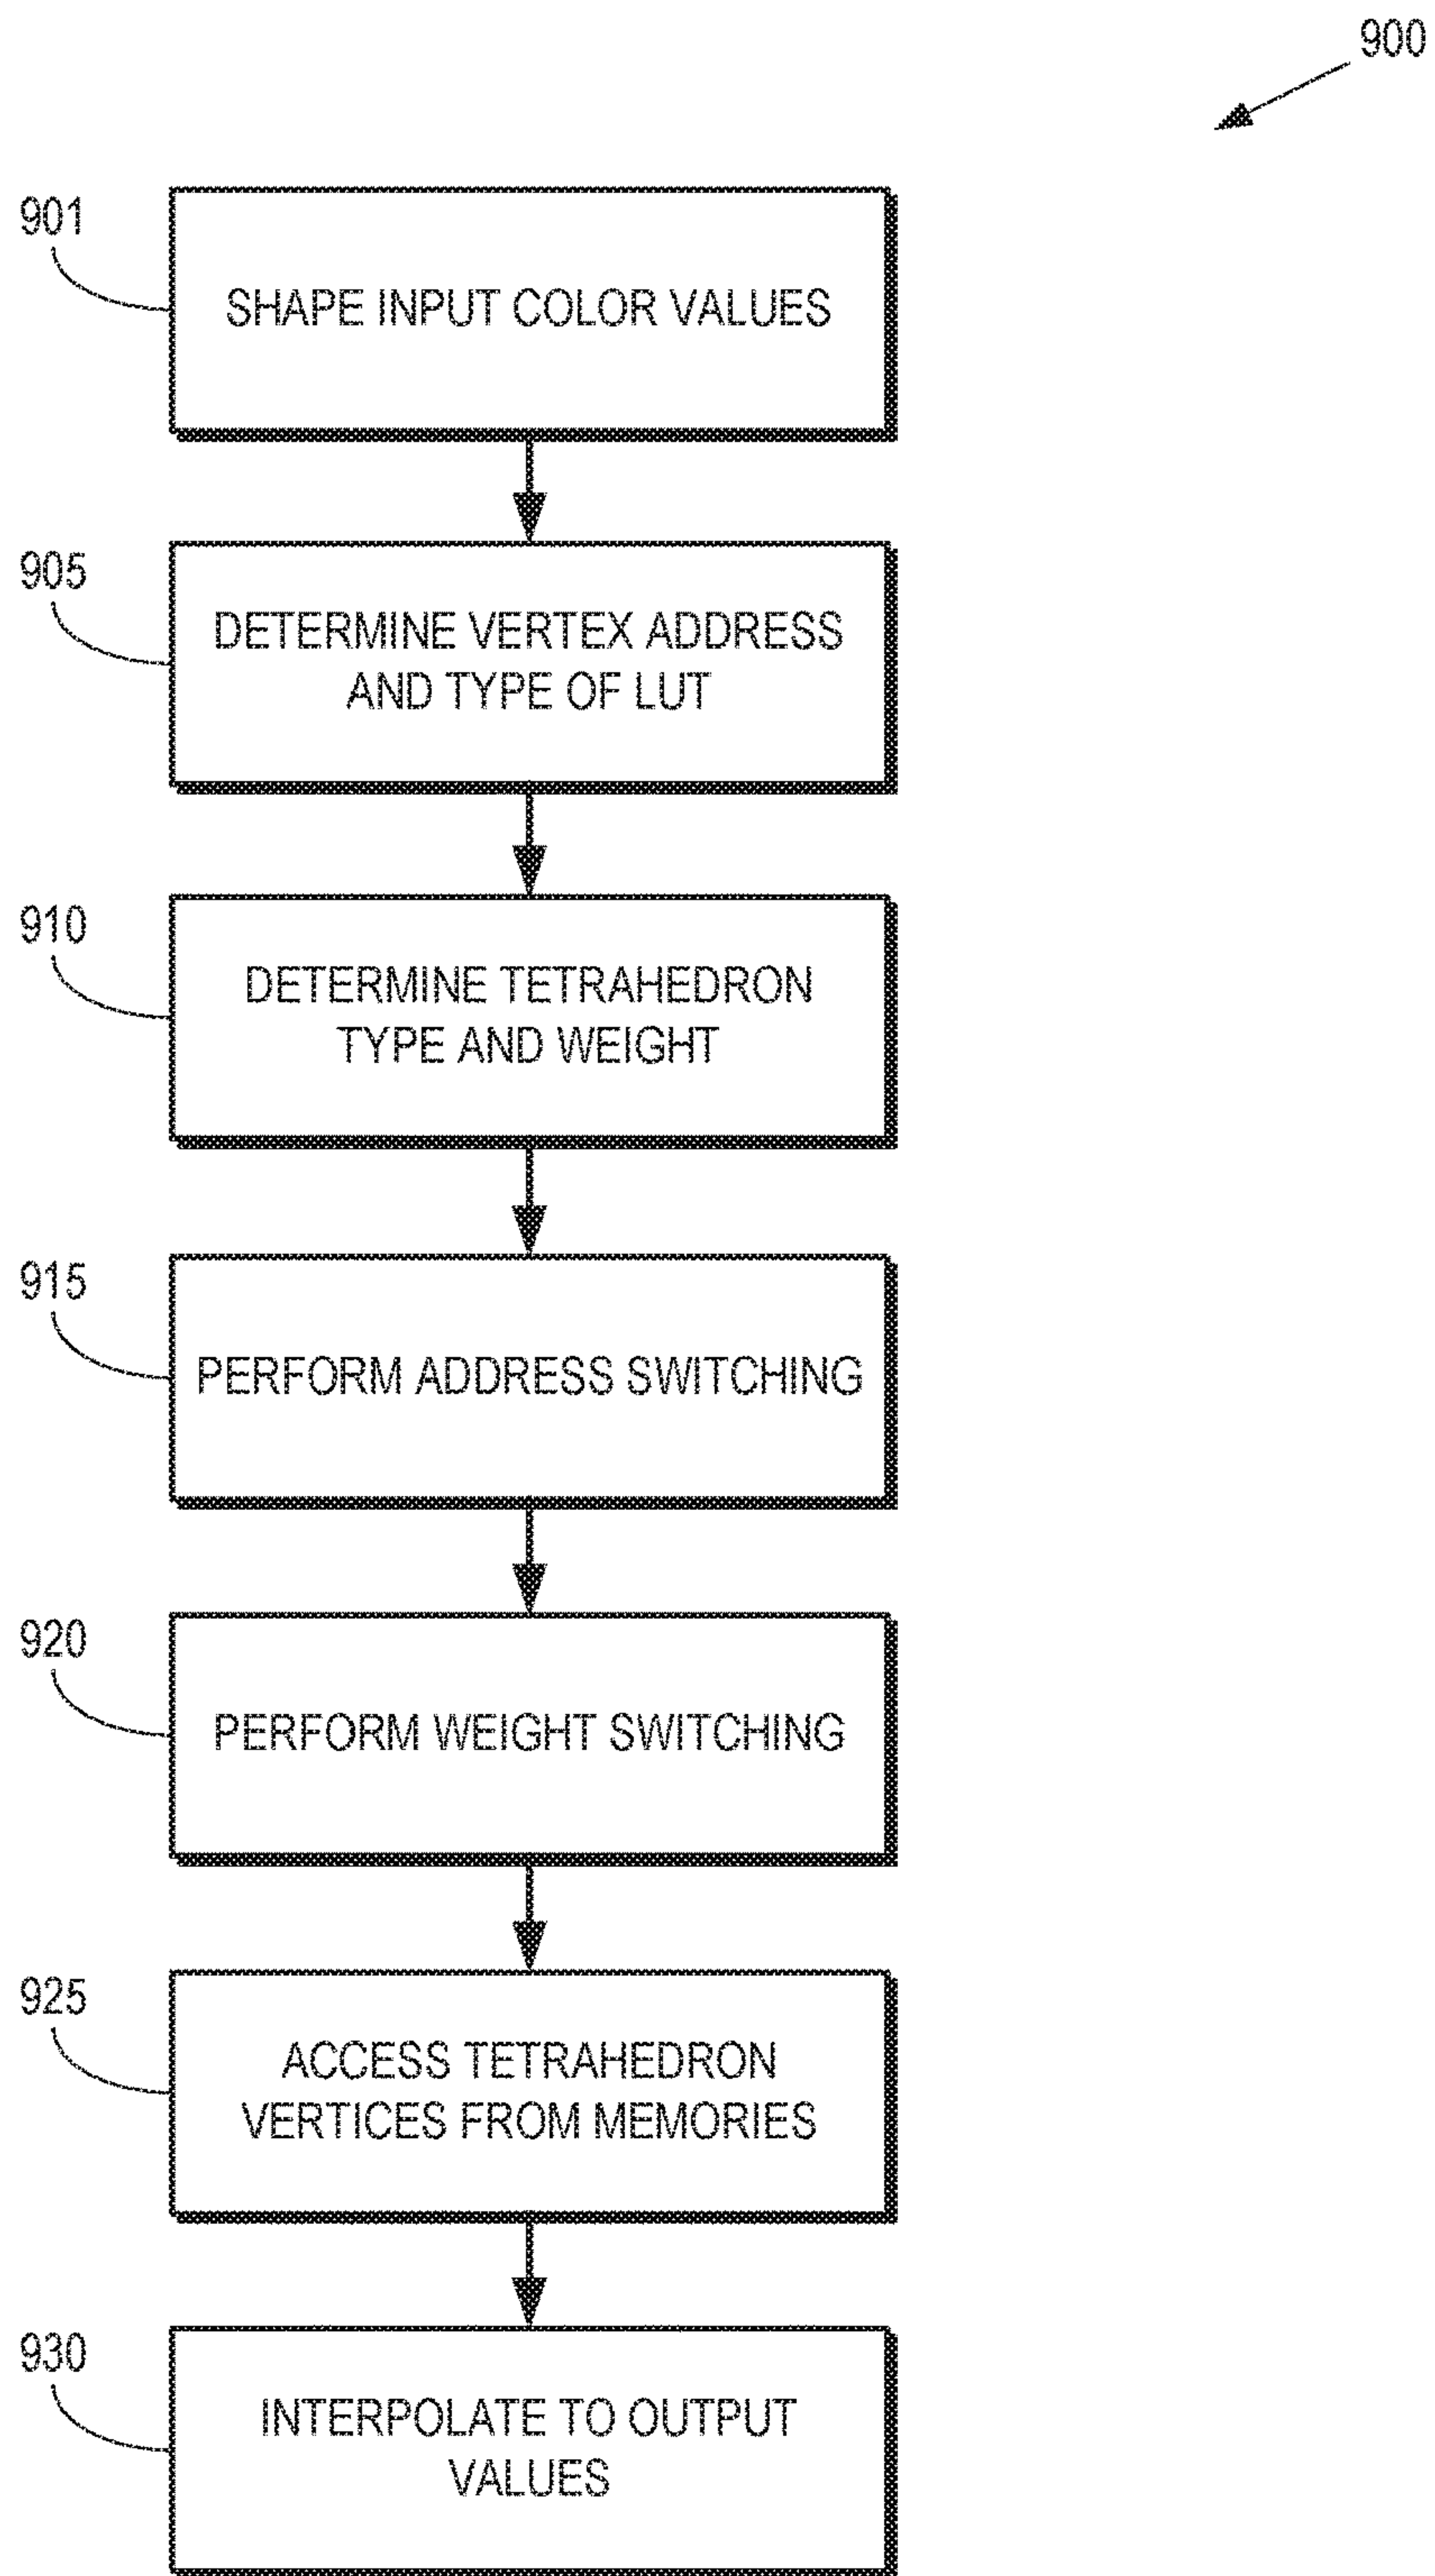 900
901
SHAPE INPUT COLOR VALUES
905
DETERMINE VERTEX ADDRESS
AND TYPE OF LUT
910
DETERMINE TETRAHEDRON
TYPE AND WEIGHT
915
PERFORM ADDRESS SWITCHING
920
PERFORM WEIGHT SWITCHING
925
ACCESS TETRAHEDRON
VERTICES FROM MEMORIES
930
INTERPOLATE TO OUTPUT
VALUES